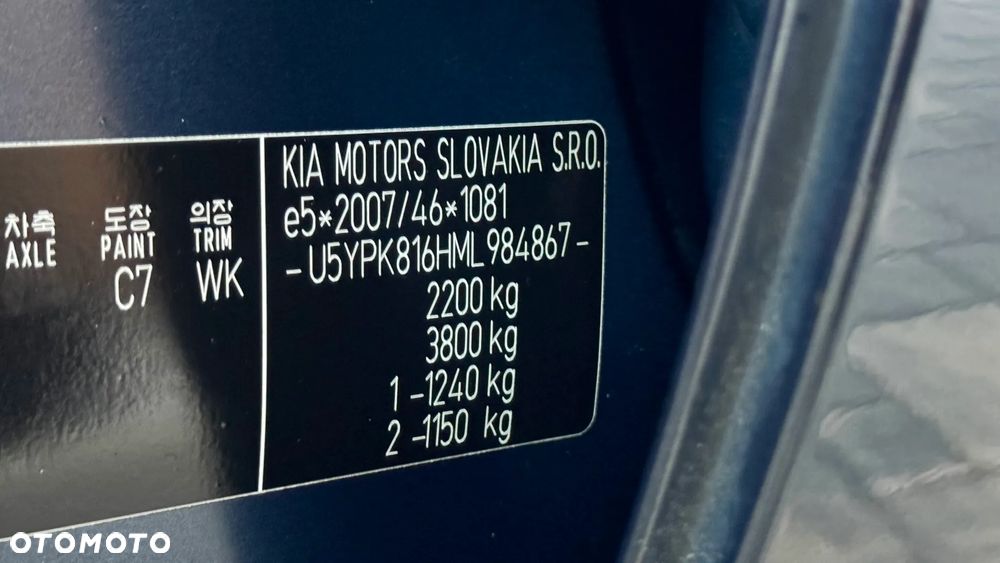 차축
AXLE
도장
PAINT
C7
의장
TRIM
WK
KIA MOTORS SLOVAKIA S.R.O.
e5*2007/46*1081
-U5YPK816HML984867-
2200 kg
3800 kg
1 -1240 kg
2 -1150 kg
OTOMOTO